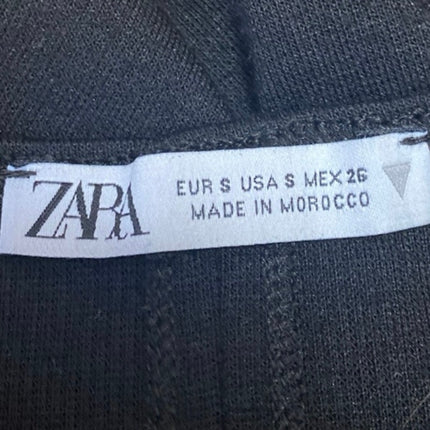 ZARA
EUR S USA S MEX 26
MADE IN MOROCCO